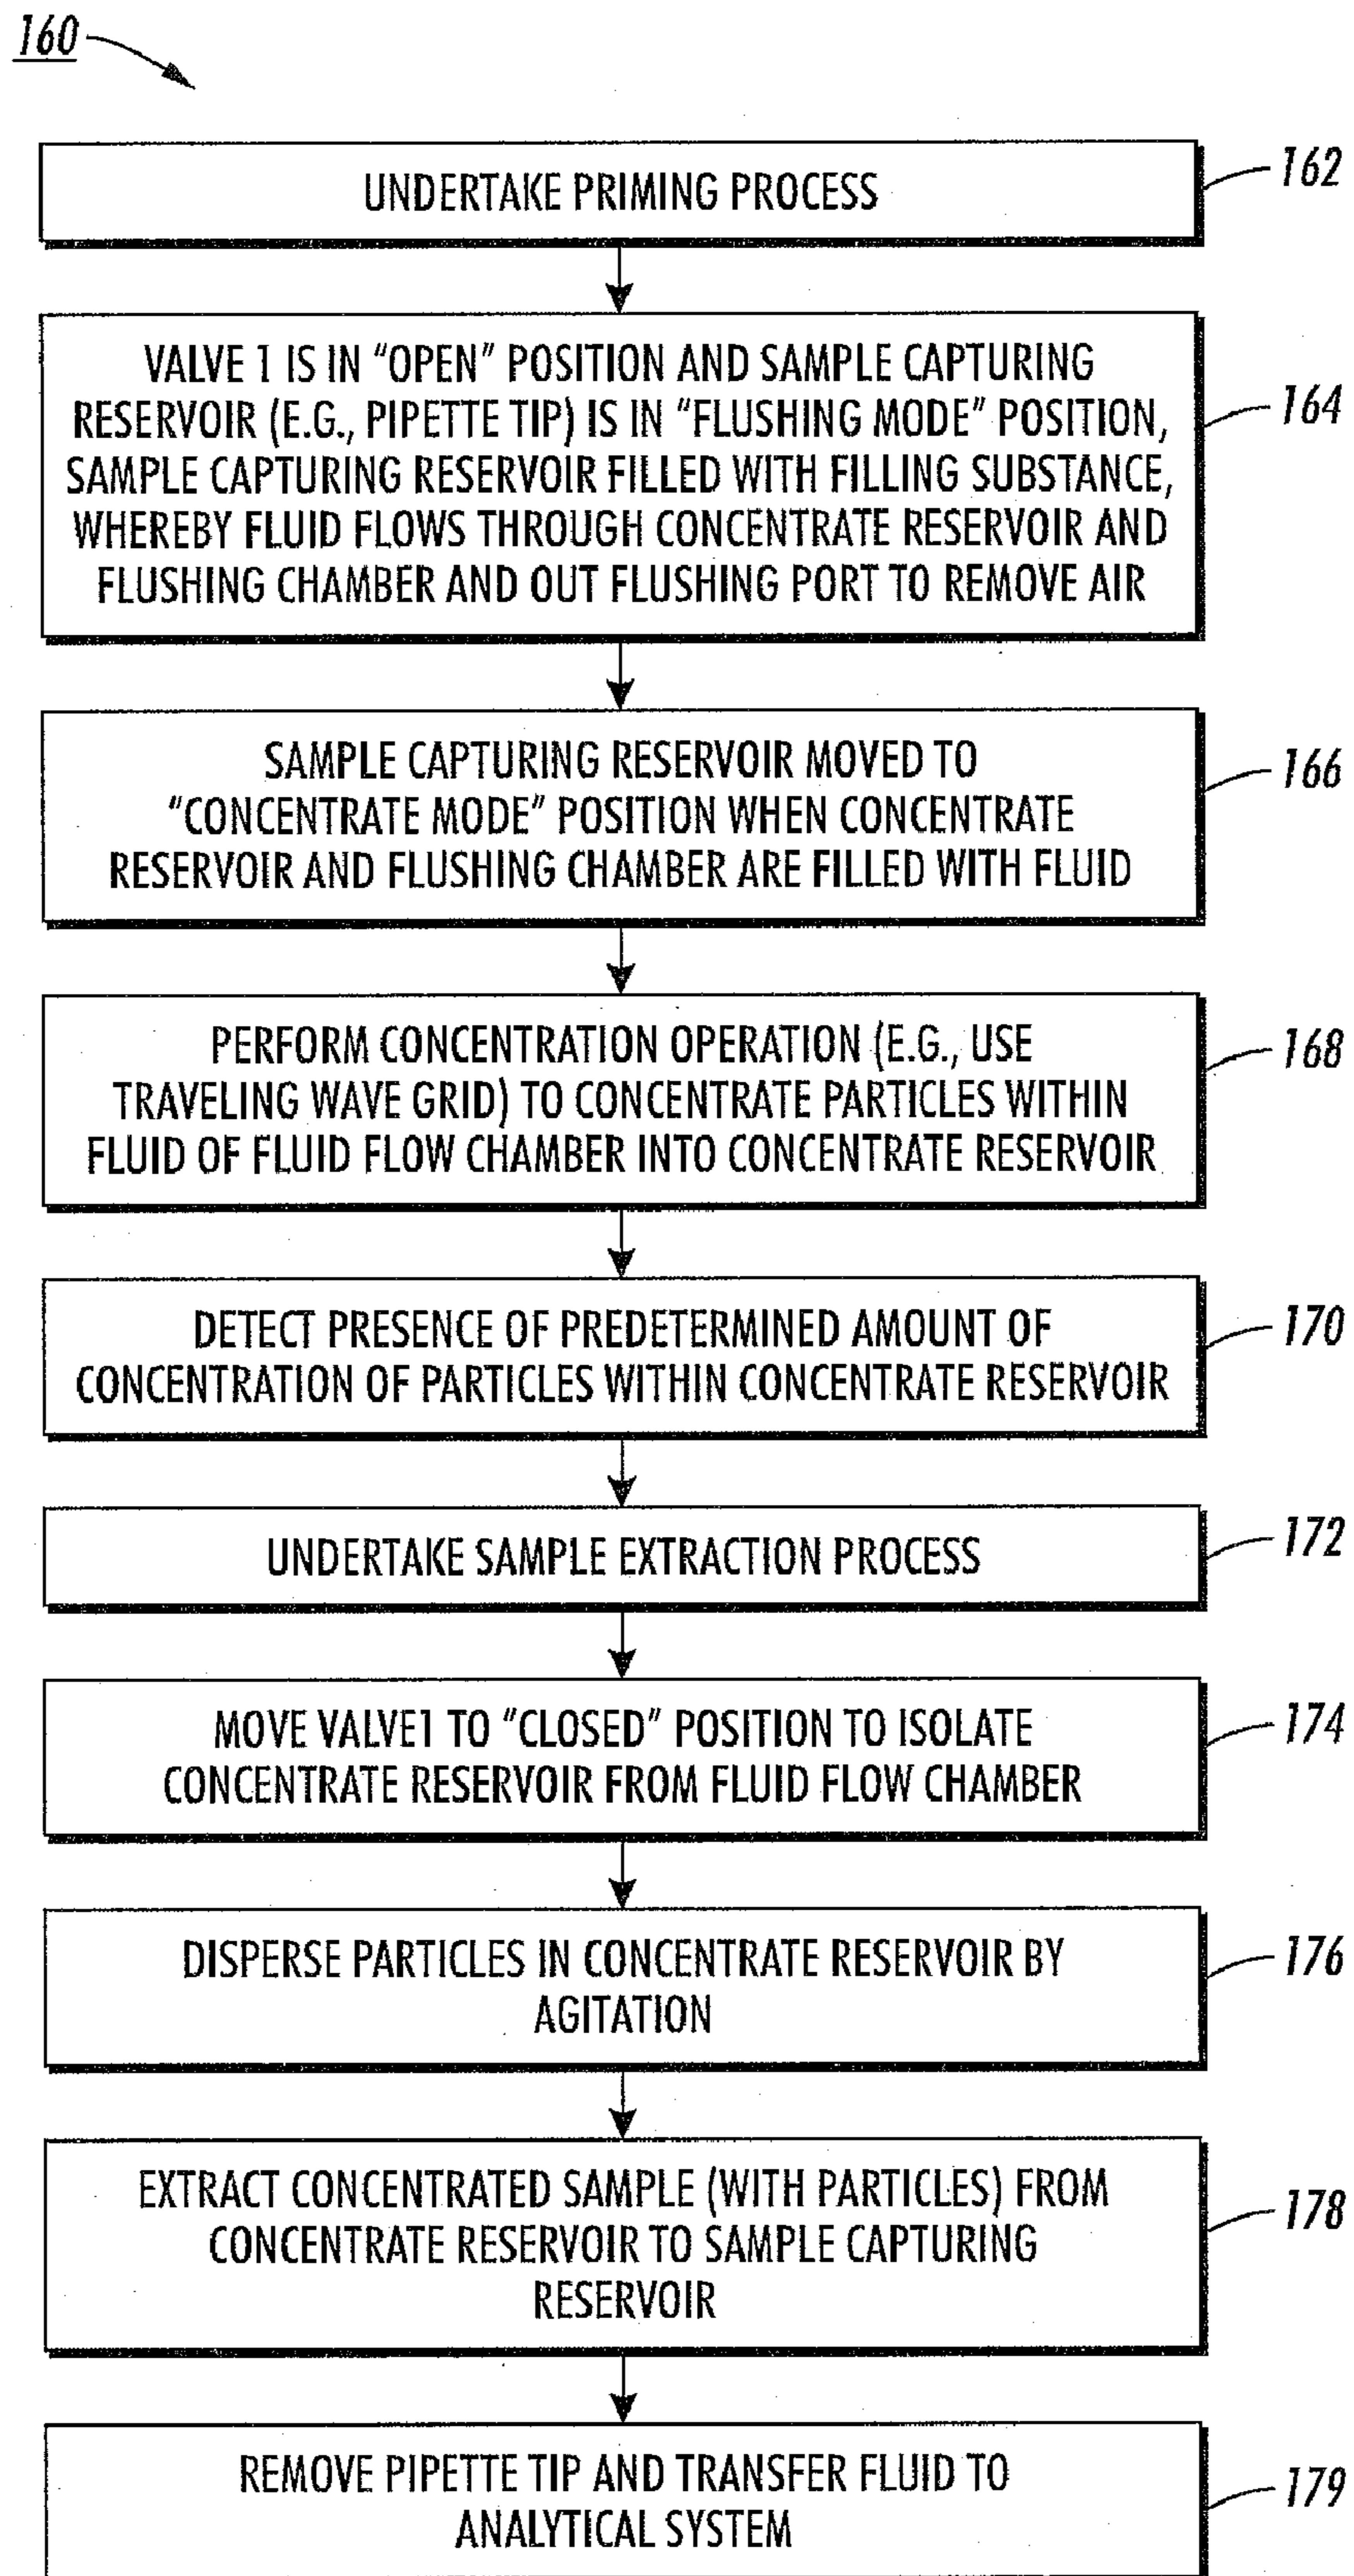 160
UNDERTAKE PRIMING PROCESS
162
VALVE 1 IS IN "OPEN" POSITION AND SAMPLE CAPTURING
RESERVOIR (E.G., PIPETTE TIP) IS IN "FLUSHING MODE" POSITION,
SAMPLE CAPTURING RESERVOIR FILLED WITH FILLING SUBSTANCE,
WHEREBY FLUID FLOWS THROUGH CONCENTRATE RESERVOIR AND
FLUSHING CHAMBER AND OUT FLUSHING PORT TO REMOVE AIR
164
SAMPLE CAPTURING RESERVOIR MOVED TO
"CONCENTRATE MODE" POSITION WHEN CONCENTRATE
RESERVOIR AND FLUSHING CHAMBER ARE FILLED WITH FLUID
166
PERFORM CONCENTRATION OPERATION (E.G., USE
TRAVELING WAVE GRID) TO CONCENTRATE PARTICLES WITHIN
FLUID OF FLUID FLOW CHAMBER INTO CONCENTRATE RESERVOIR
168
DETECT PRESENCE OF PREDETERMINED AMOUNT OF
CONCENTRATION OF PARTICLES WITHIN CONCENTRATE RESERVOIR
170
UNDERTAKE SAMPLE EXTRACTION PROCESS
172
MOVE VALVE1 TO "CLOSED" POSITION TO ISOLATE
CONCENTRATE RESERVOIR FROM FLUID FLOW CHAMBER
174
DISPERSE PARTICLES IN CONCENTRATE RESERVOIR BY
AGITATION
176
EXTRACT CONCENTRATED SAMPLE (WITH PARTICLES) FROM
CONCENTRATE RESERVOIR TO SAMPLE CAPTURING
RESERVOIR
178
REMOVE PIPETTE TIP AND TRANSFER FLUID TO
ANALYTICAL SYSTEM
179